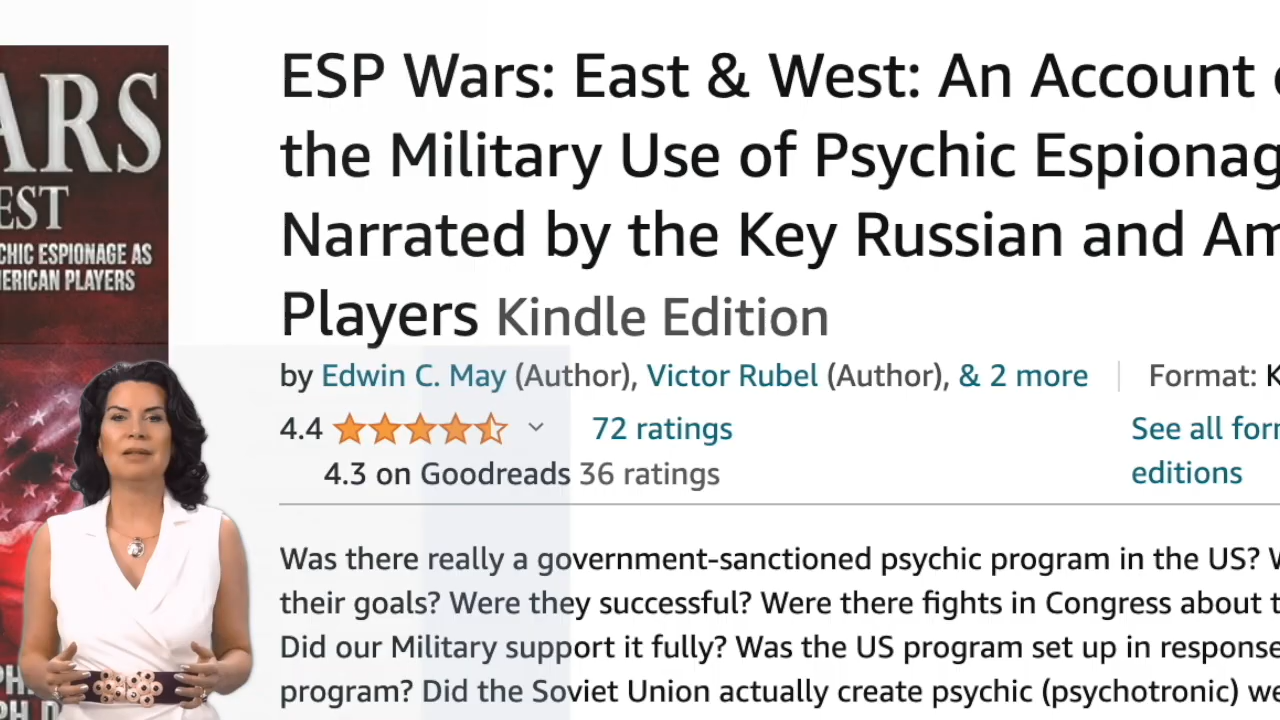 ARS
EST
CHIC ESPIONAGE AS
ERICAN PLAYERS
ESP Wars: East & West: An Account
the Military Use of Psychic Espionag
Narrated by the Key Russian and Am
Players Kindle Edition
by Edwin C. May (Author), Victor Rubel (Author), & 2 more Format: K
4.4 72 ratings
4.3 on Goodreads 36 ratings
See all for
editions
Was there really a government-sanctioned psychic program in the US? W
their goals? Were they successful? Were there fights in Congress about t
Did our Military support it fully? Was the US program set up in response
program? Did the Soviet Union actually create psychic (psychotronic) we
PH.
PH.D